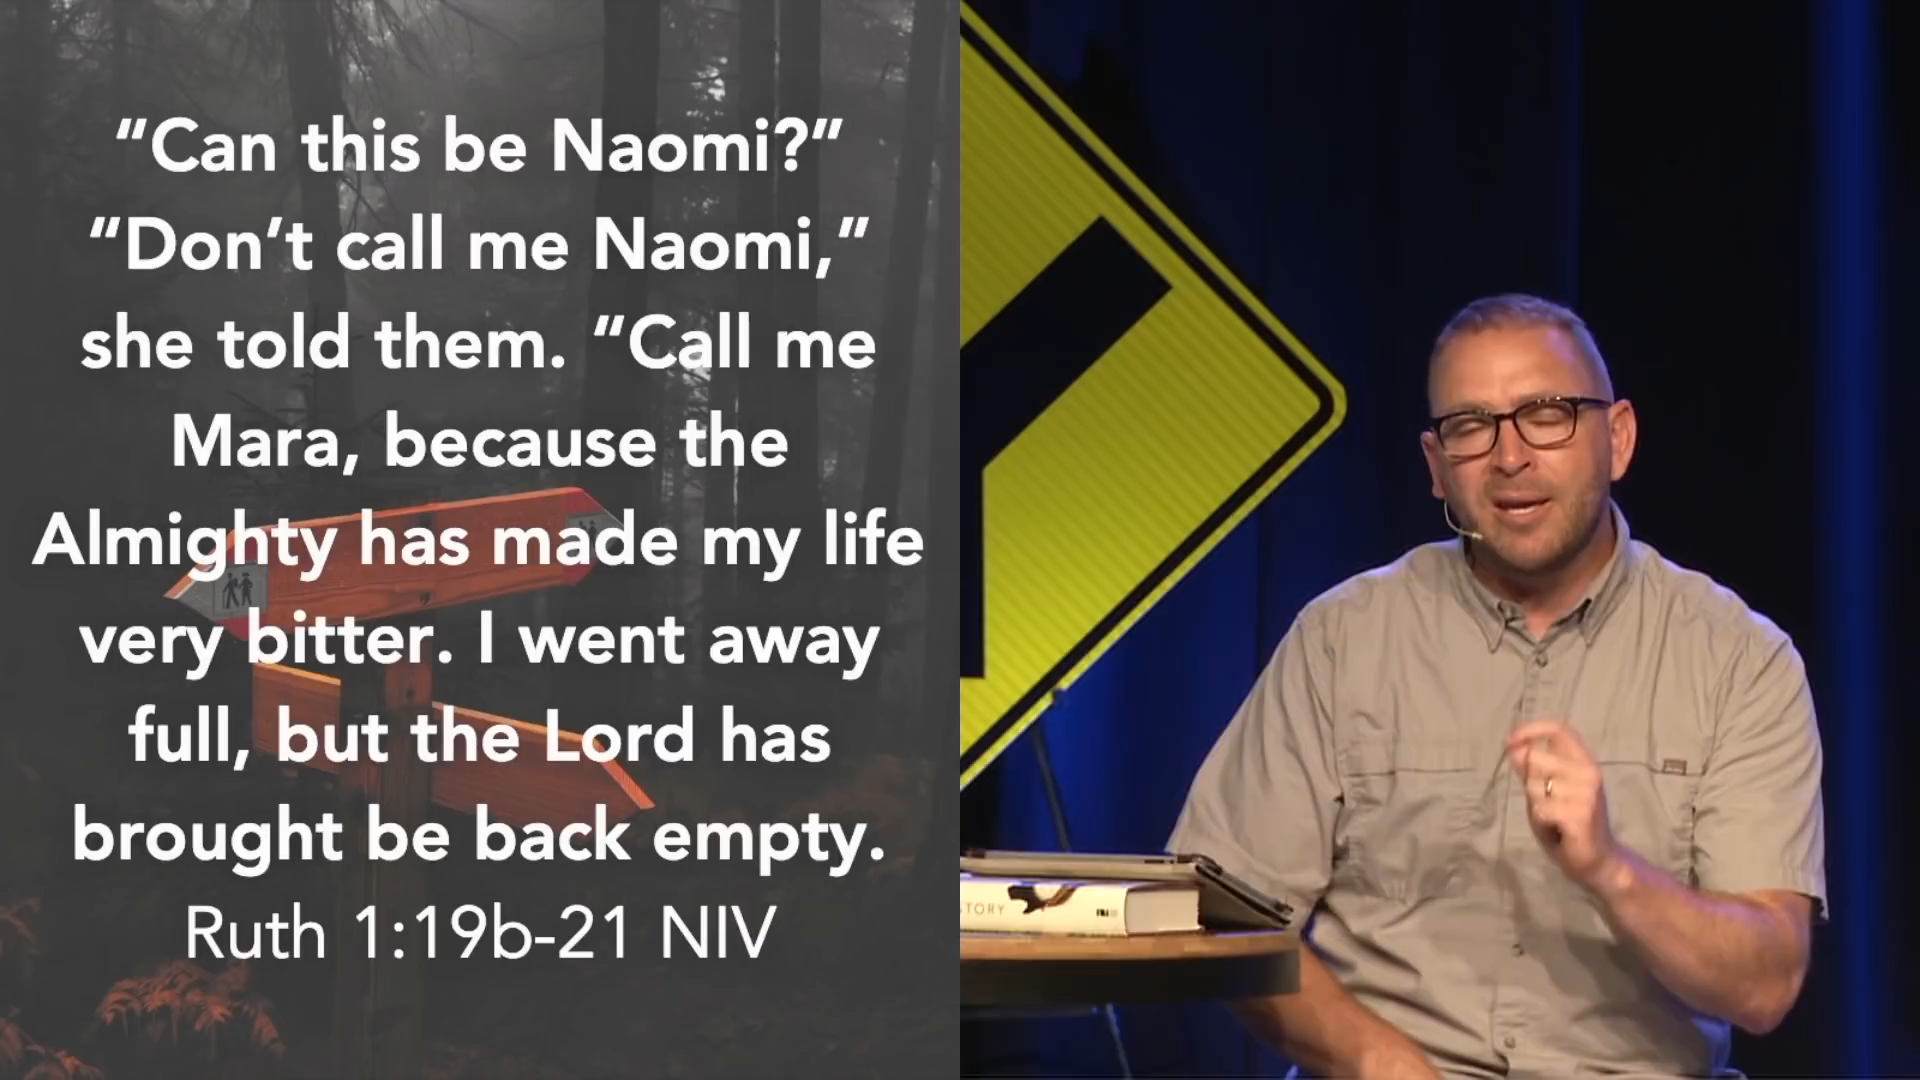 “Can this be Naomi?”
“Don’t call me Naomi,”
she told them. “Call me
Mara, because the
Almighty has made my life
very bitter. I went away
full, but the Lord has
brought be back empty.
Ruth 1:19b-21 NIV
STORY